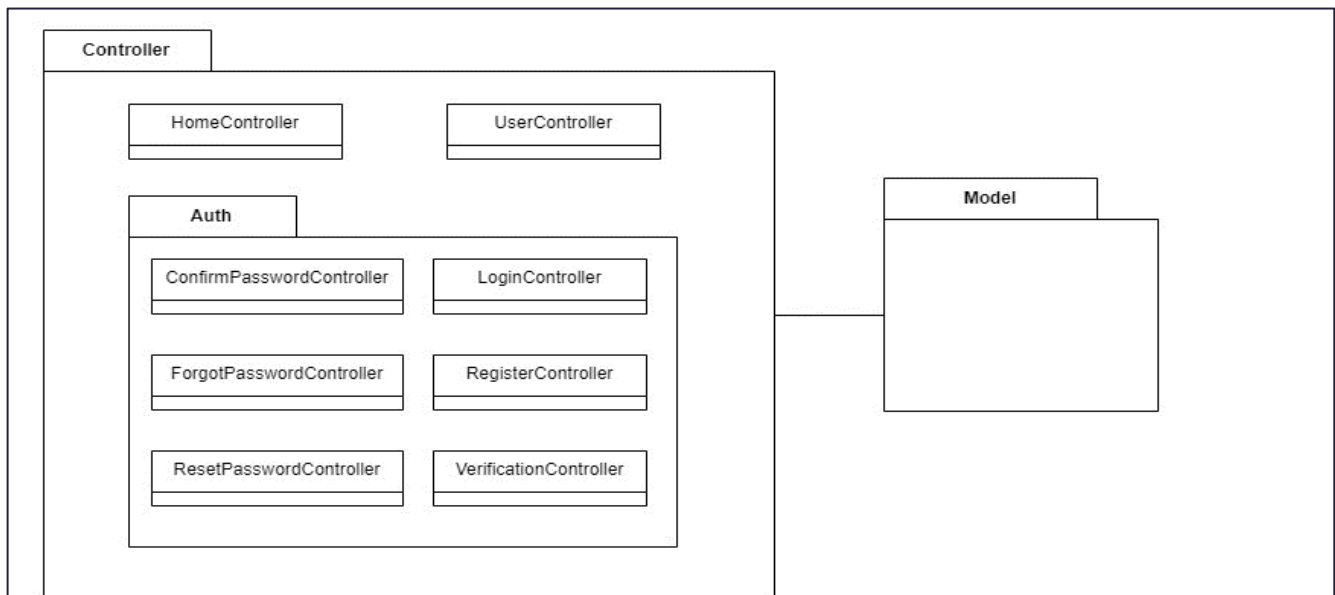 Controller
HomeController
UserController
Auth
ConfirmPasswordController
LoginController
ForgotPasswordController
RegisterController
ResetPasswordController
VerificationController
Model